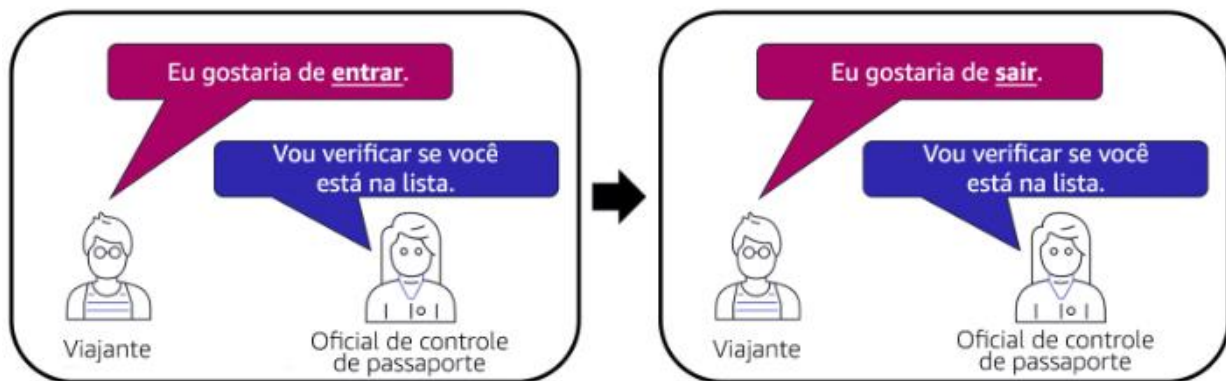 Eu gostaria de entrar.
Vou verificar se você
está na lista.
Viajante
Oficial de controle
de passaporte
Eu gostaria de sair.
Vou verificar se você
está na lista.
Viajante
Oficial de controle
de passaporte